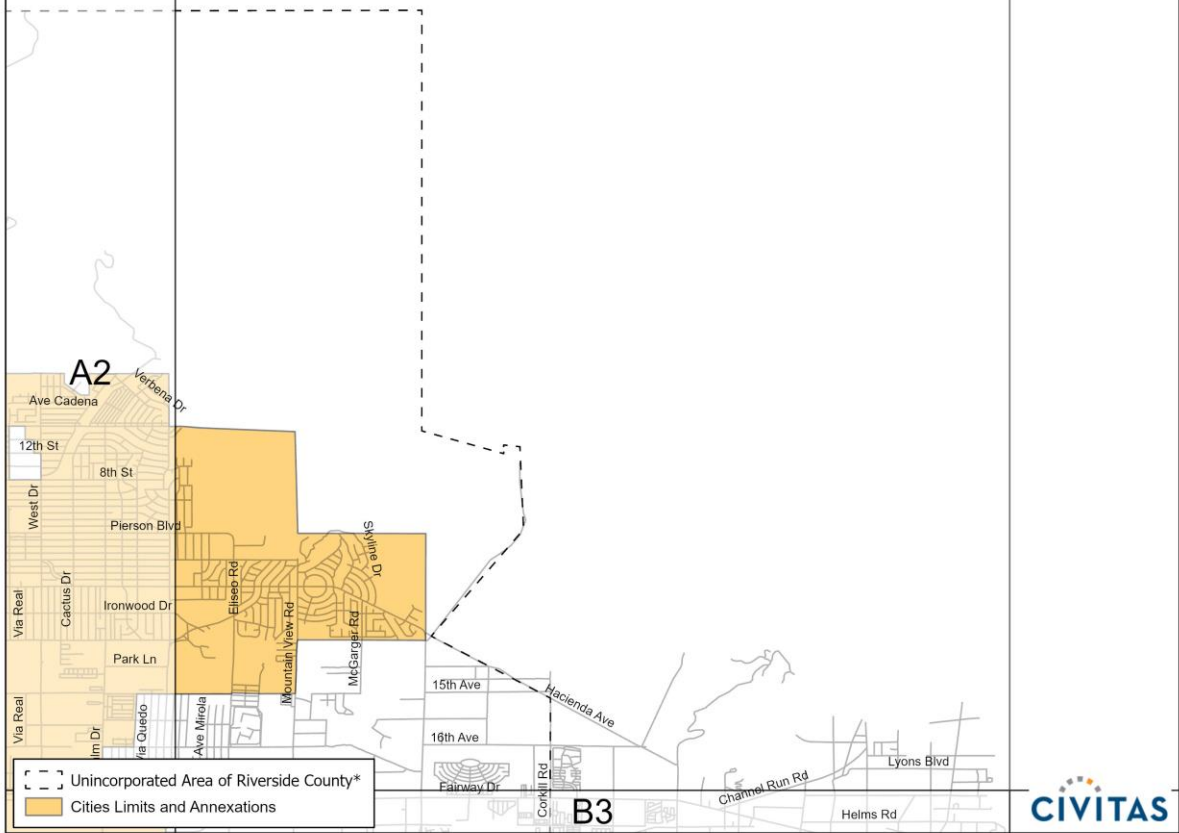 A2
Verbena Dr
Ave Cadena
12th St
8th St
West Dr
Pierson Blvd
Skyline Dr
Eliseo Rd
Cactus Dr
Via Real
Ironwood Dr
Mountain View Rd
McGarger Rd
Park Ln
15th Ave
Hacienda Ave
Via Real
Via Quedo
Ave Mirola
16th Ave
Lyons Blvd
Fairway Dr
Corkill Rd
Channel Run Rd
B3
Helms Rd
Unincorporated Area of Riverside County*
Cities Limits and Annexations
CIVITAS